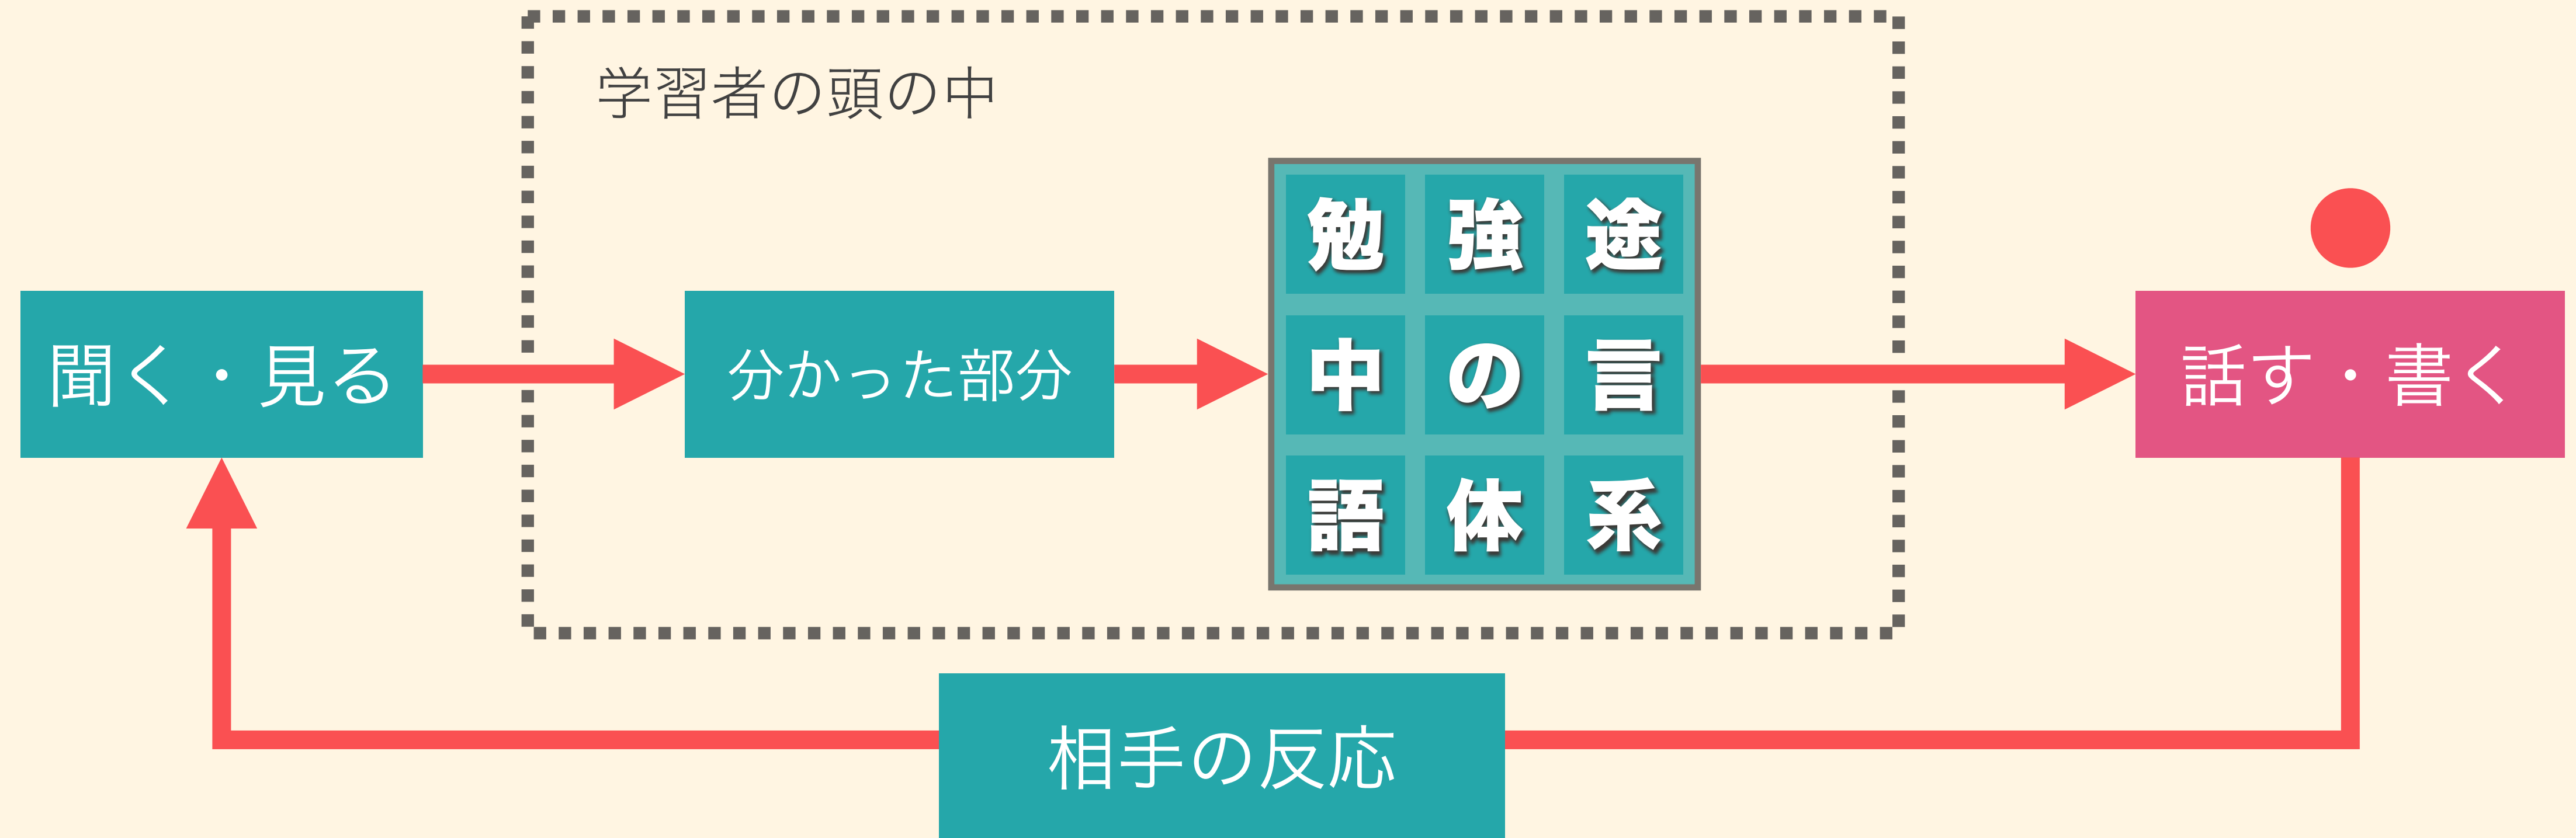 学習者の頭の中
聞く・見る
分かった部分
勉強途
中の言
語体系
話す・書く
相手の反応